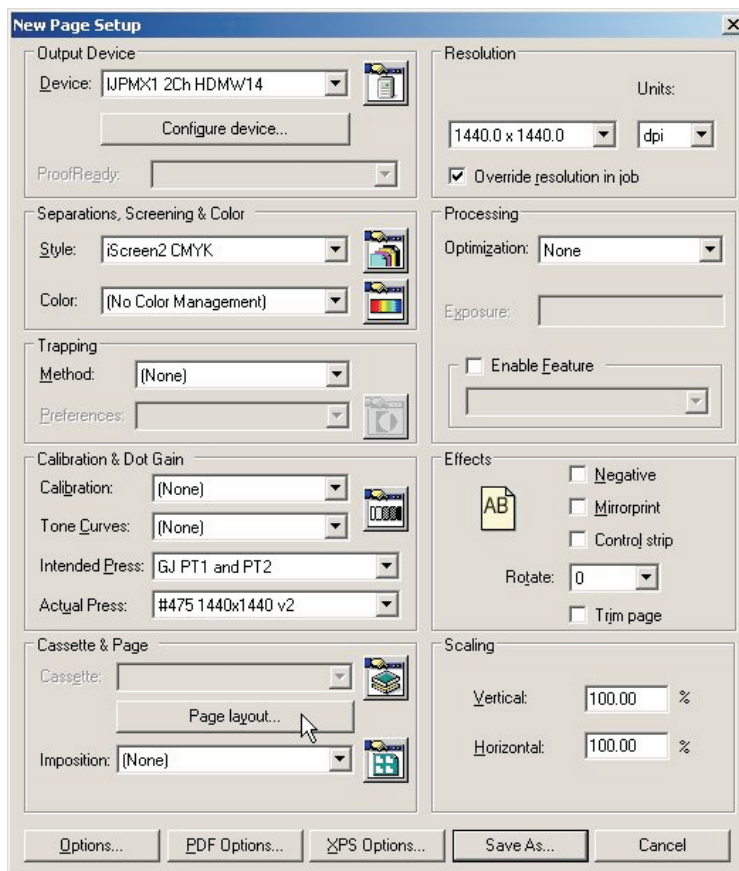 New Page Setup
Output Device
Device: IJPMX1 2Ch HDMW14
Configure device...
ProofReady:
Resolution
Units:
1440.0 x 1440.0 dpi
Override resolution in job
Separations, Screening & Color
Style: iScreen2 CMYK
Color: (No Color Management)
Processing
Optimization: None
Exposure:
Enable Feature
Trapping
Method: (None)
Preferences:
Calibration & Dot Gain
Calibration: (None)
Tone Curves: (None)
Intended Press: GJ PT1 and PT2
Actual Press: #475 1440x1440 v2
Effects
AB
Negative
Mirrorprint
Control strip
Rotate: 0
Trim page
Cassette & Page
Cassette:
Page layout...
Imposition: (None)
Scaling
Vertical: 100.00 %
Horizontal: 100.00 %
Options... PDF Options... XPS Options... Save As... Cancel